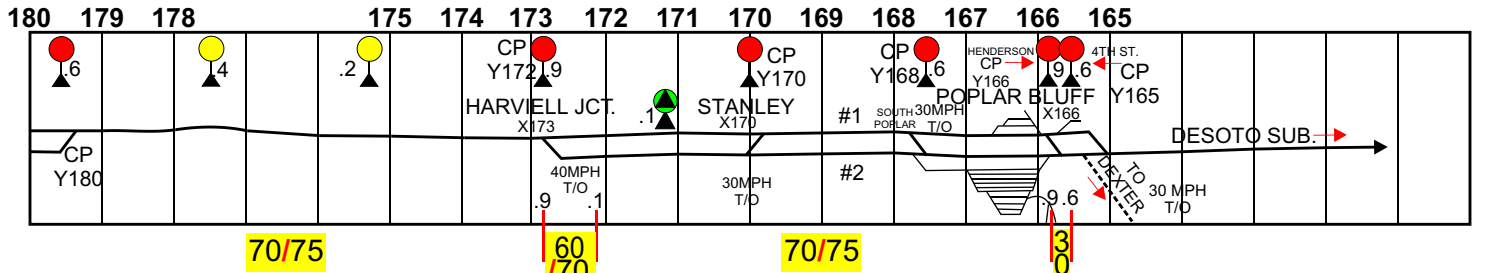 180 179 178 175 174 173 172 171 170 169 168 167 166 165
.6 .4 .2 CP .9 CP CP .6 HENDERSON .9 .6 4TH ST.
Y172 Y170 Y168 CP CP
Y166 Y165
.1
HARVIELL JCT. STANLEY POPLAR BLUFF
X173 X170 SOUTH 30MPH X166
POPLAR T/O
#1
DESOTO SUB.
CP
Y180
#2
40MPH 30MPH TO DEXTER 30 MPH
T/O T/O T/O
.9 .1 .9 .6
70/75 60 70/75 3
/70 0